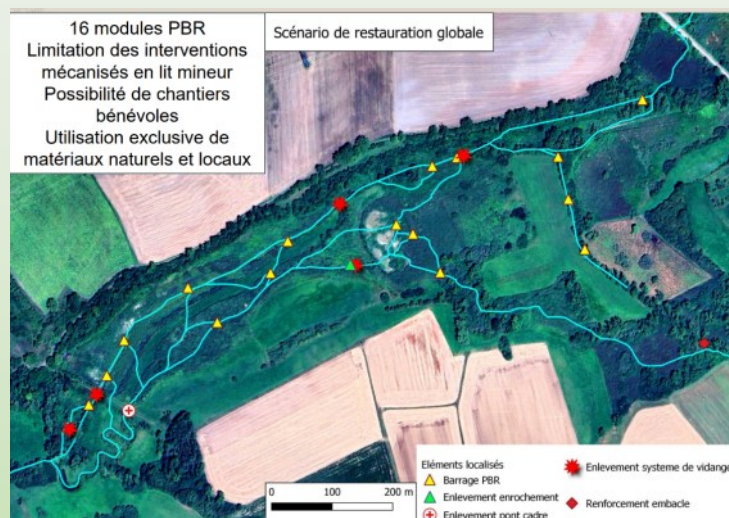 16 modules PBR
Limitation des interventions
mécanisés en lit mineur
Possibilité de chantiers
bénévoles
Utilisation exclusive de
matériaux naturels et locaux
Scénario de restauration globale
Eléments localisés
Barrage PBR
Enlevement enrochement
Enlevement pont cadre
Enlevement systeme de vidange
Renforcement embacle
0 100 200 m